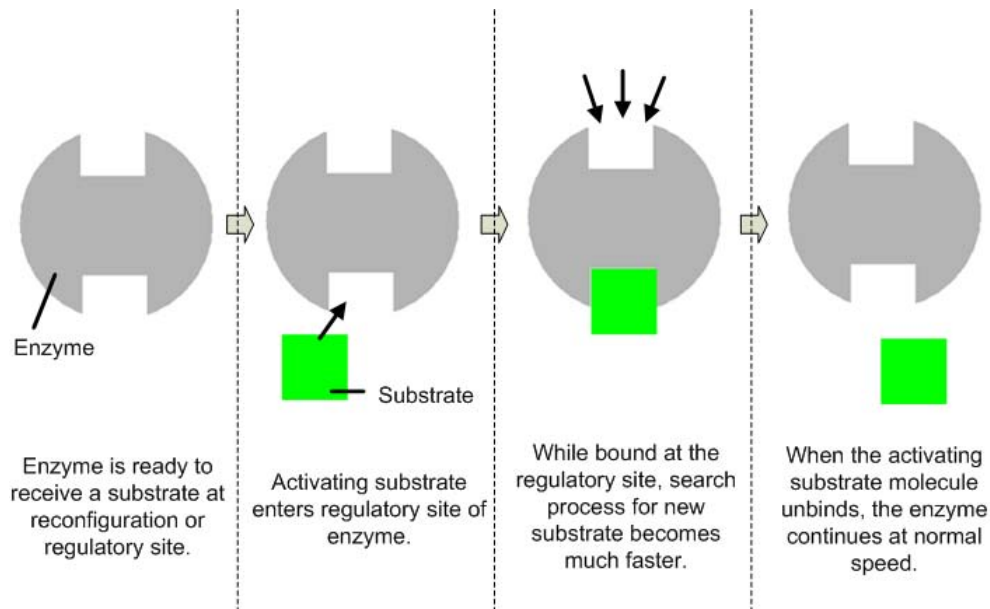 Enzyme
Substrate
Enzyme is ready to
receive a substrate at
reconfiguration or
regulatory site.
Activating substrate
enters regulatory site of
enzyme.
While bound at the
regulatory site, search
process for new
substrate becomes
much faster.
When the activating
substrate molecule
unbinds, the enzyme
continues at normal
speed.